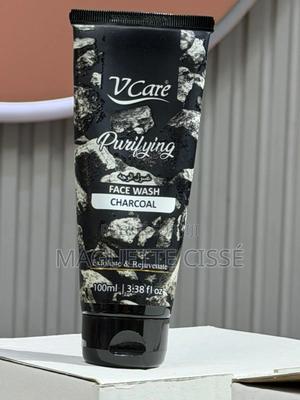 VCare
Purifying
FACE WASH
CHARCOAL
MAGUETTE CISSÉ
Exfoliate & Rejuvenate
100ml | 3.38 fl oz